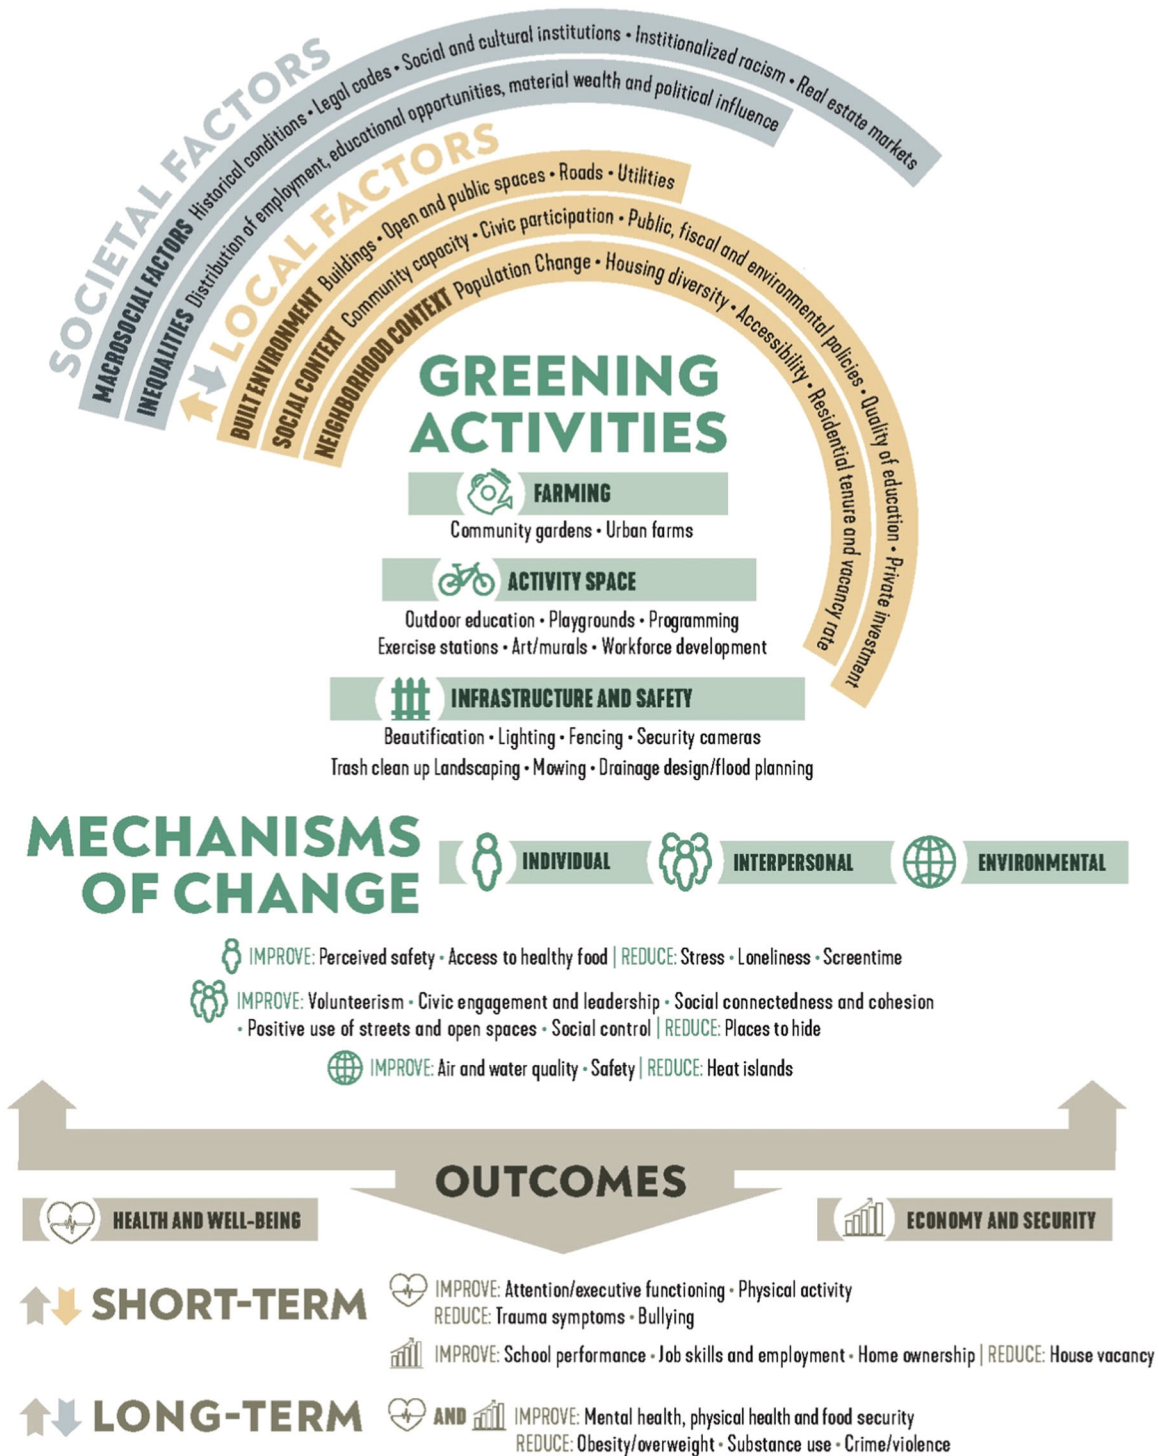 SOCIETAL FACTORS
MACROSOCIAL FACTORS Historical conditions • Legal codes • Social and cultural institutions • Institionalized racism • Real estate markets
INEQUALITIES Distribution of employment, educational opportunities, material wealth and political influence
LOCAL FACTORS
BUILT ENVIRONMENT Buildings • Open and public spaces • Roads • Utilities
SOCIAL CONTEXT Community capacity • Civic participation • Public, fiscal and environmental policies • Quality of education • Private investment
NEIGHBORHOOD CONTEXT Population Change • Housing diversity • Accessibility • Residential tenure and vacancy rate
GREENING
ACTIVITIES
FARMING
Community gardens • Urban farms
ACTIVITY SPACE
Outdoor education • Playgrounds • Programming
Exercise stations • Art/murals • Workforce development
INFRASTRUCTURE AND SAFETY
Beautification • Lighting • Fencing • Security cameras
Trash clean up Landscaping • Mowing • Drainage design/flood planning
MECHANISMS
OF CHANGE
INDIVIDUAL INTERPERSONAL ENVIRONMENTAL
IMPROVE: Perceived safety • Access to healthy food | REDUCE: Stress • Loneliness • Screentime
IMPROVE: Volunteerism • Civic engagement and leadership • Social connectedness and cohesion
• Positive use of streets and open spaces • Social control | REDUCE: Places to hide
IMPROVE: Air and water quality • Safety | REDUCE: Heat islands
OUTCOMES
HEALTH AND WELL-BEING
ECONOMY AND SECURITY
SHORT-TERM
IMPROVE: Attention/executive functioning • Physical activity
REDUCE: Trauma symptoms • Bullying
IMPROVE: School performance • Job skills and employment • Home ownership | REDUCE: House vacancy
LONG-TERM
AND IMPROVE: Mental health, physical health and food security
REDUCE: Obesity/overweight • Substance use • Crime/violence